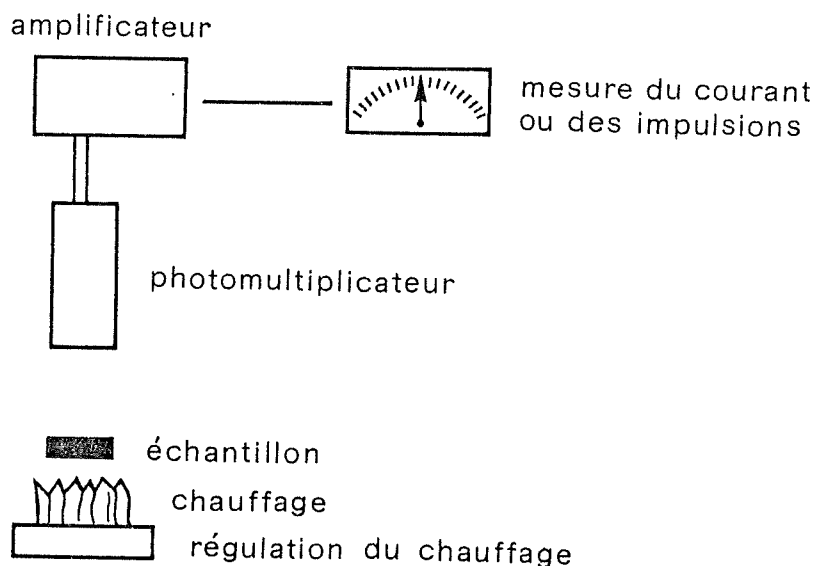 amplificateur
mesure du courant
ou des impulsions
photomultiplicateur
échantillon
chauffage
régulation du chauffage